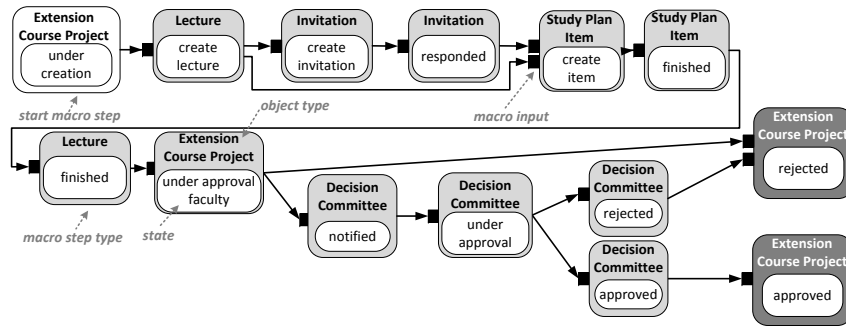 Extension
Course Project
under
creation
start macro step
Lecture
create
lecture
Invitation
create
invitation
Invitation
responded
Study Plan
Item
create
item
Study Plan
Item
finished
object type
macro input
Lecture
finished
macro step type
Extension
Course Project
under approval
faculty
state
Decision
Committee
notified
Decision
Committee
under
approval
Decision
Committee
rejected
Decision
Committee
approved
Extension
Course Project
rejected
Extension
Course Project
approved